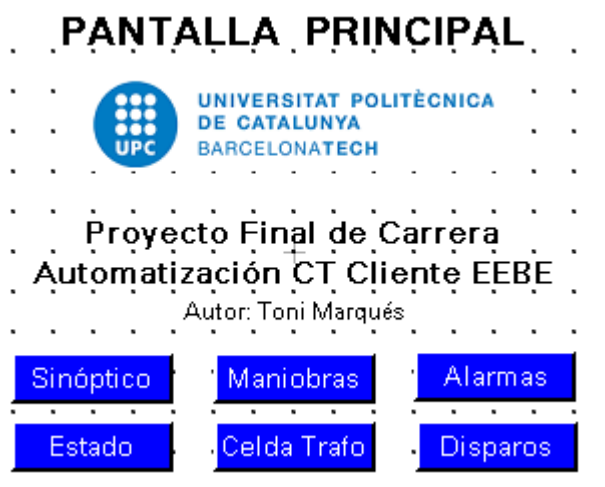 PANTALLA PRINCIPAL
UNIVERSITAT POLITÈCNICA
DE CATALUNYA
BARCELONATECH
UPC
Proyecto Final de Carrera
Automatización CT Cliente EEBE
Autor: Toni Marqués
Sinóptico Maniobras Alarmas
Estado Celda Trafo Disparos